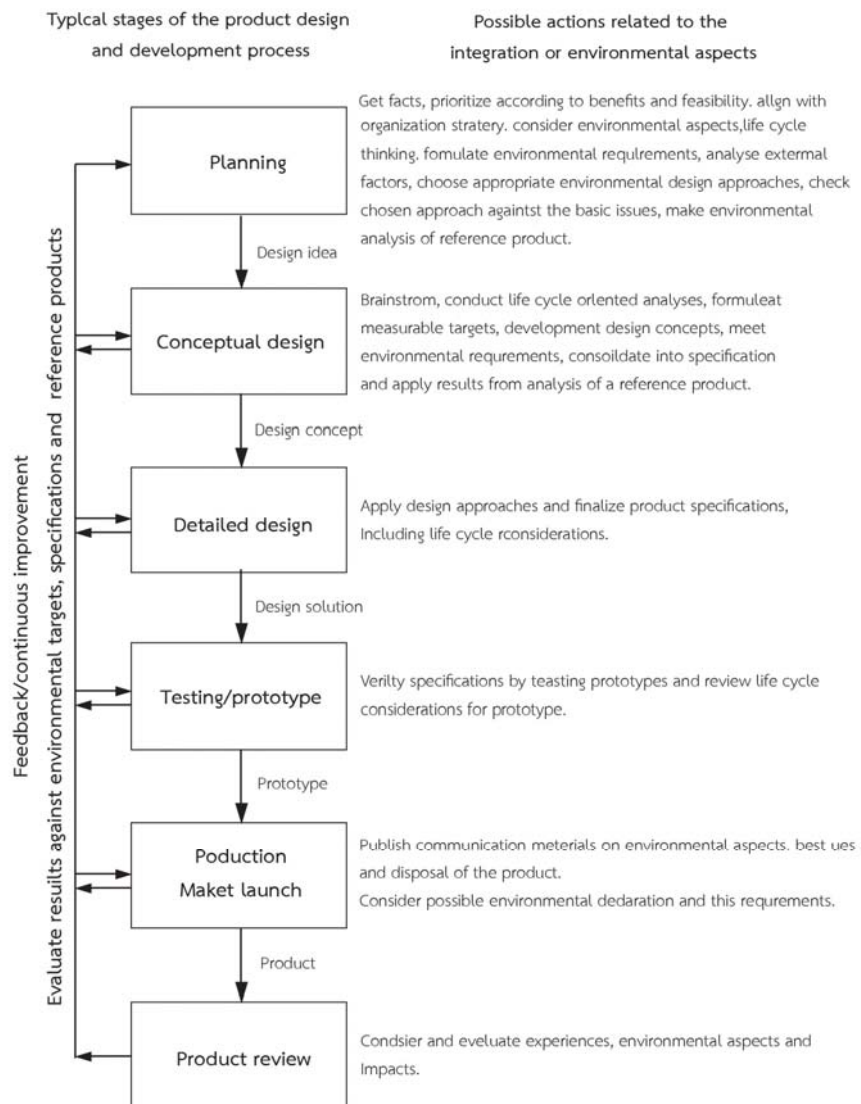 Typlcal stages of the product design
and development process
Possible actions related to the
integration or environmental aspects
Feedback/continuous improvement
Evaluate resuilts against environmental targets, specifications and reference products
Planning
Get facts, prioritize according to benefits and feasibility. allgn with
organization stratery. consider environmental aspects,life cycle
thinking. fomulate environmental requlrements, analyse extermal
factors, choose appropriate environmental design approaches, check
chosen approach againtst the basic issues, make environmental
analysis of reference product.
Design idea
Conceptual design
Brainstrom, conduct life cycle orlented analyses, formuleat
measurable targets, development design concepts, meet
environmental requrements, consoildate into specification
and apply results from analysis of a reference product.
Design concept
Detailed design
Apply design approaches and finalize product specifications,
Including life cycle rconsiderations.
Design solution
Testing/prototype
Verilty specifications by teasting prototypes and review life cycle
considerations for prototype.
Prototype
Poduction
Maket launch
Publish communication materials on environmental aspects. best ues
and disposal of the product.
Consider possible environmental dedaration and this requrements.
Product
Product review
Condsier and eveluate experiences, environmental aspects and
Impacts.